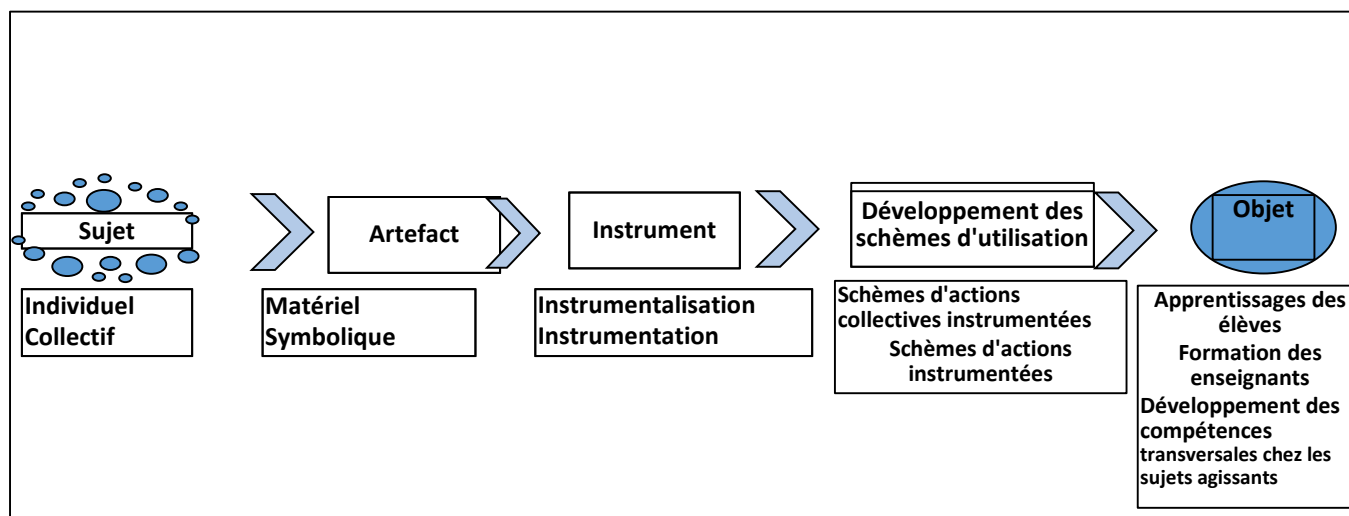 Sujet
Individuel
Collectif
Artefact
Matériel
Symbolique
Instrument
Instrumentalisation
Instrumentation
Développement des
schèmes d'utilisation
Schèmes d'actions
collectives instrumentées
Schèmes d'actions
instrumentées
Objet
Apprentissages des
élèves
Formation des
enseignants
Développement des
compétences
transversales chez les
sujets agissants